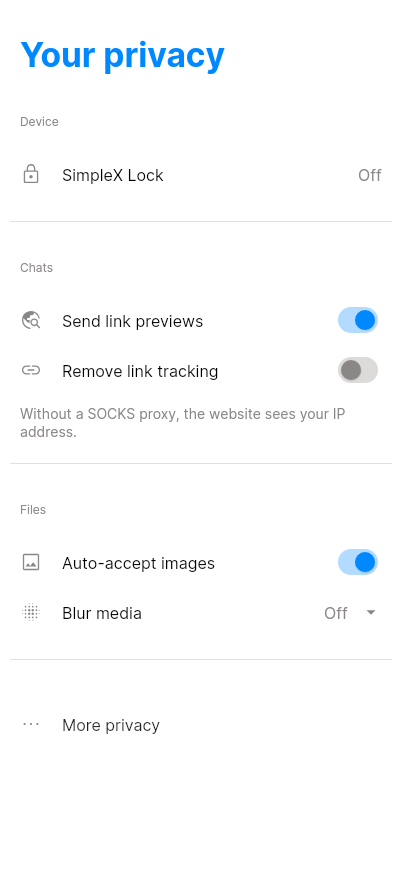 Your privacy
Device
SimpleX Lock
Off
Chats
Send link previews
Remove link tracking
Without a SOCKS proxy, the website sees your IP
address.
Files
Auto-accept images
Blur media
Off
More privacy